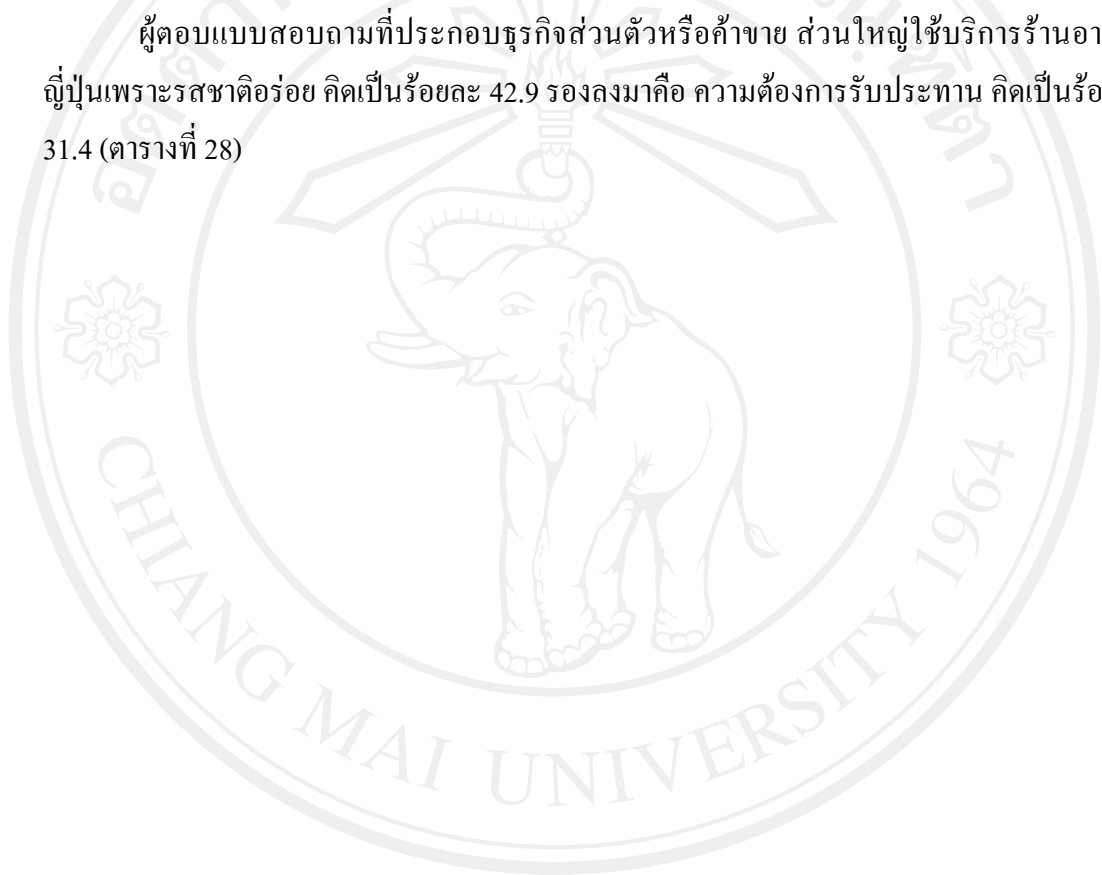 ผู้ตอบแบบสอบถามที่ประกอบธุรกิจส่วนตัวหรือค้าขาย ส่วนใหญ่ใช้บริการร้านอา
ญี่ปุ่นเพราะรสชาติอร่อย คิดเป็นร้อยละ 42.9 รองลงมาคือ ความต้องการรับประทาน คิดเป็นร้อ
31.4 (ตารางที่ 28)
CHIANG MAI UNIVERSITY 1964